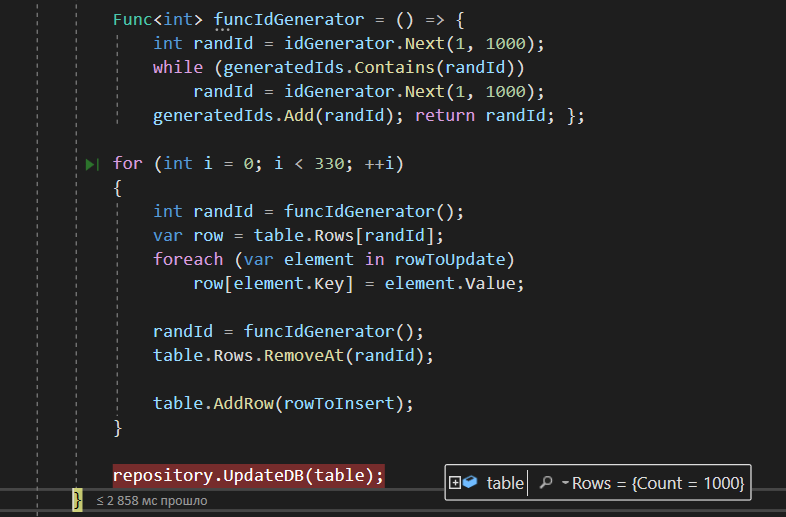 Func<int> funcIdGenerator = () => {
int randId = idGenerator.Next(1, 1000);
while (generatedIds.Contains(randId))
randId = idGenerator.Next(1, 1000);
generatedIds.Add(randId); return randId; };
for (int i = 0; i < 330; ++i)
{
int randId = funcIdGenerator();
var row = table.Rows[randId];
foreach (var element in rowToUpdate)
row[element.Key] = element.Value;
randId = funcIdGenerator();
table.Rows.RemoveAt(randId);
table.AddRow(rowToInsert);
}
repository.UpdateDB(table);
table Rows = {Count = 1000}
} ≤ 2 858 мс прошло